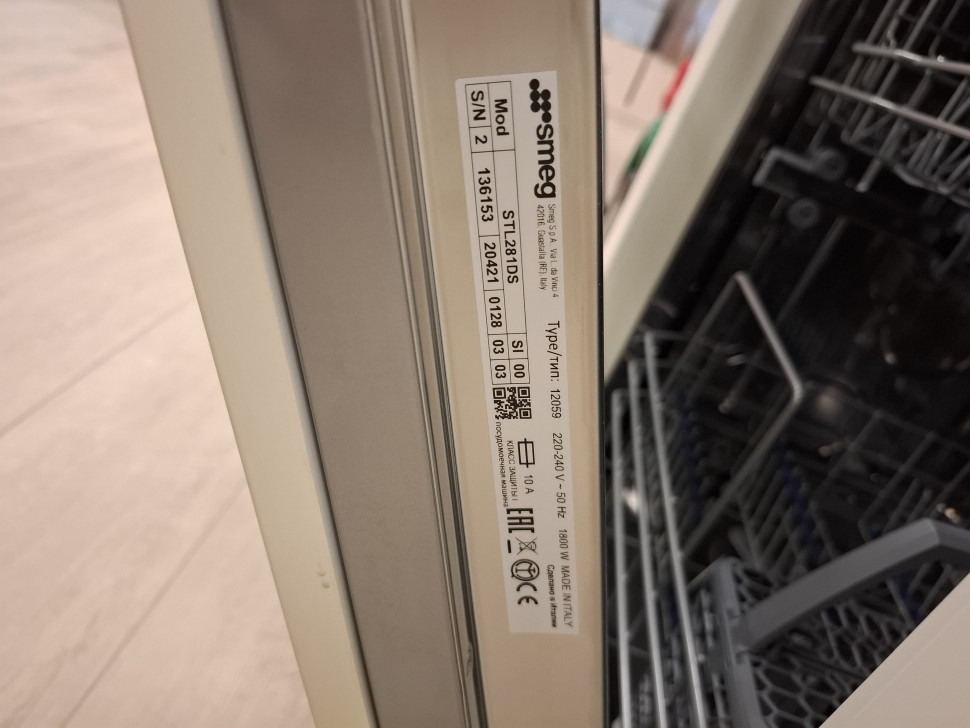 smeg
Smeg S.p.A. Via L. da Vinci 4
42016, Guastalla (RE), Italy
Type/тип: 12059 220-240 V ~ 50 Hz 1800 W MADE IN ITALY
Сделано в Италии
Mod STL281DS SI 00
S/N 2 136153 20421 0128 03 03
10 A
КЛАСС ЗАЩИТЫ I
посудомоечная машина
EAC
CE